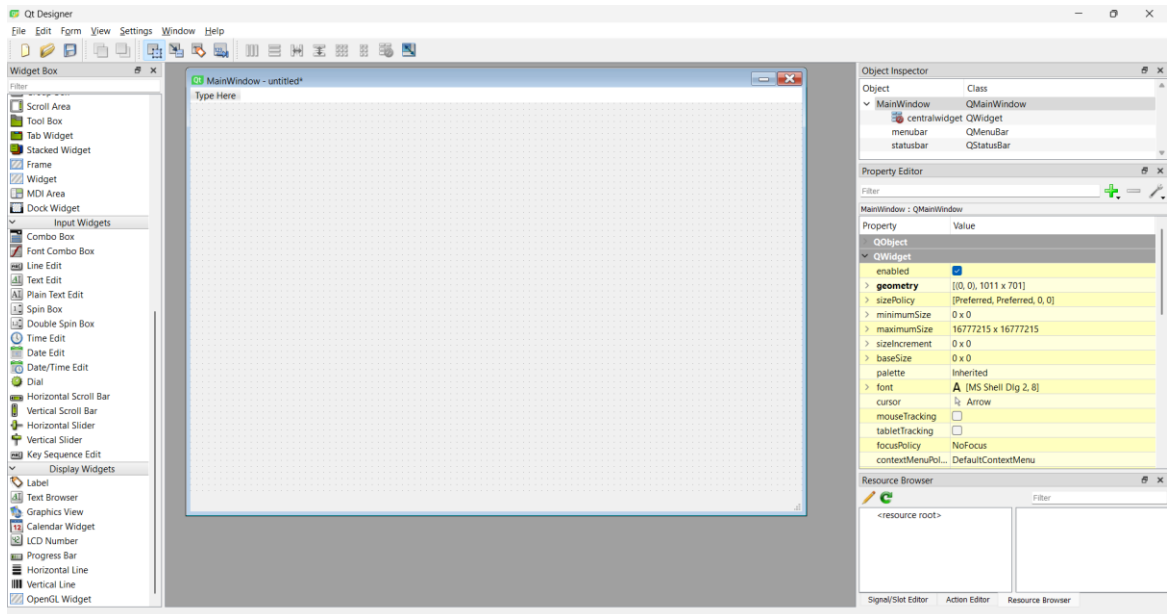 Qt Designer
File Edit Form View Settings Window Help
Widget Box
Filter
Scroll Area
Tool Box
Tab Widget
Stacked Widget
Frame
Widget
MDI Area
Dock Widget
Input Widgets
Combo Box
Font Combo Box
Line Edit
Text Edit
Plain Text Edit
Spin Box
Double Spin Box
Time Edit
Date Edit
Date/Time Edit
Dial
Horizontal Scroll Bar
Vertical Scroll Bar
Horizontal Slider
Vertical Slider
Key Sequence Edit
Display Widgets
Label
Text Browser
Graphics View
Calendar Widget
LCD Number
Progress Bar
Horizontal Line
Vertical Line
OpenGL Widget
MainWindow - untitled*
Type Here
Object Inspector
Object Class
MainWindow QMainWindow
centralwidget QWidget
menubar QMenuBar
statusbar QStatusBar
Property Editor
Filter
MainWindow : QMainWindow
Property Value
QObject
QWidget
enabled
geometry [(0, 0), 1011 x 701]
sizePolicy [Preferred, Preferred, 0, 0]
minimumSize 0 x 0
maximumSize 16777215 x 16777215
sizeIncrement 0 x 0
baseSize 0 x 0
palette Inherited
font A [MS Shell Dlg 2, 8]
cursor Arrow
mouseTracking
tabletTracking
focusPolicy NoFocus
contextMenuPol... DefaultContextMenu
Resource Browser
Filter
<resource root>
Signal/Slot Editor Action Editor Resource Browser